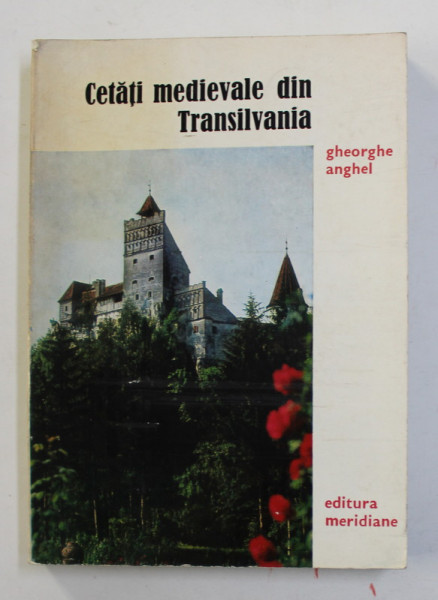 Cetăți medievale din
Transilvania
gheorghe
anghel
editura
meridiane